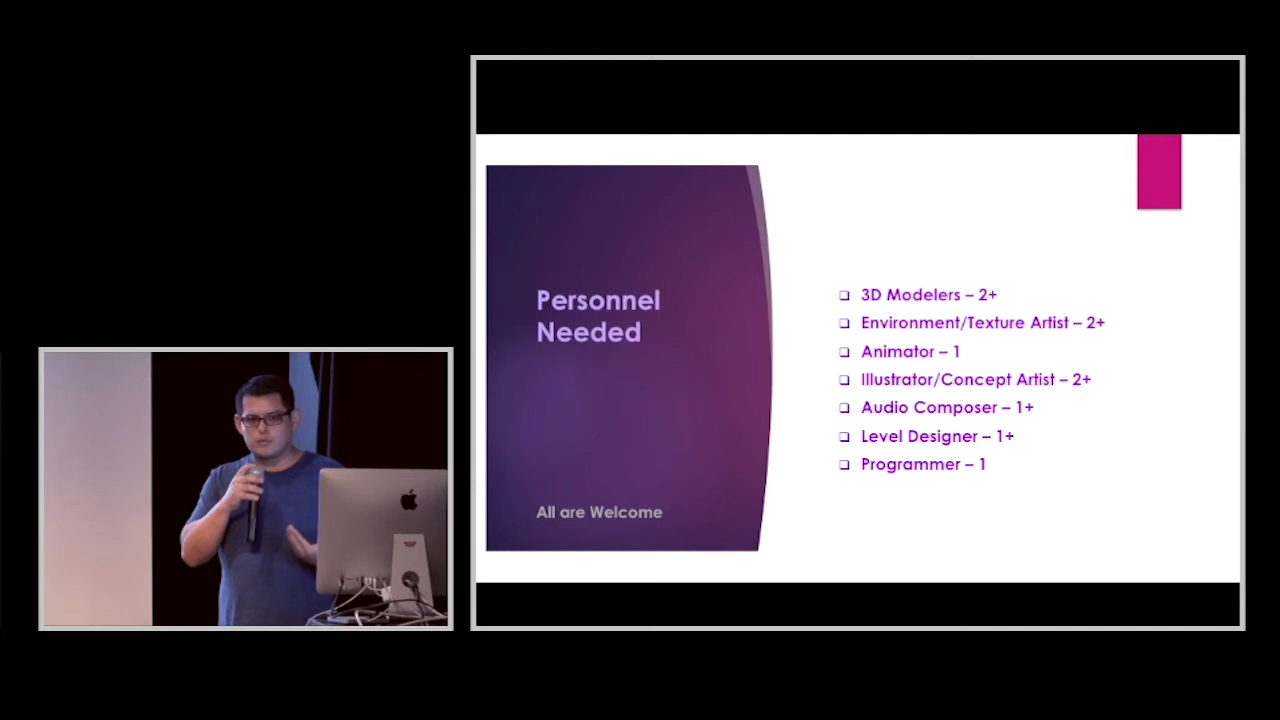 Personnel
Needed
All are Welcome
3D Modelers – 2+
Environment/Texture Artist – 2+
Animator – 1
Illustrator/Concept Artist – 2+
Audio Composer – 1+
Level Designer – 1+
Programmer – 1